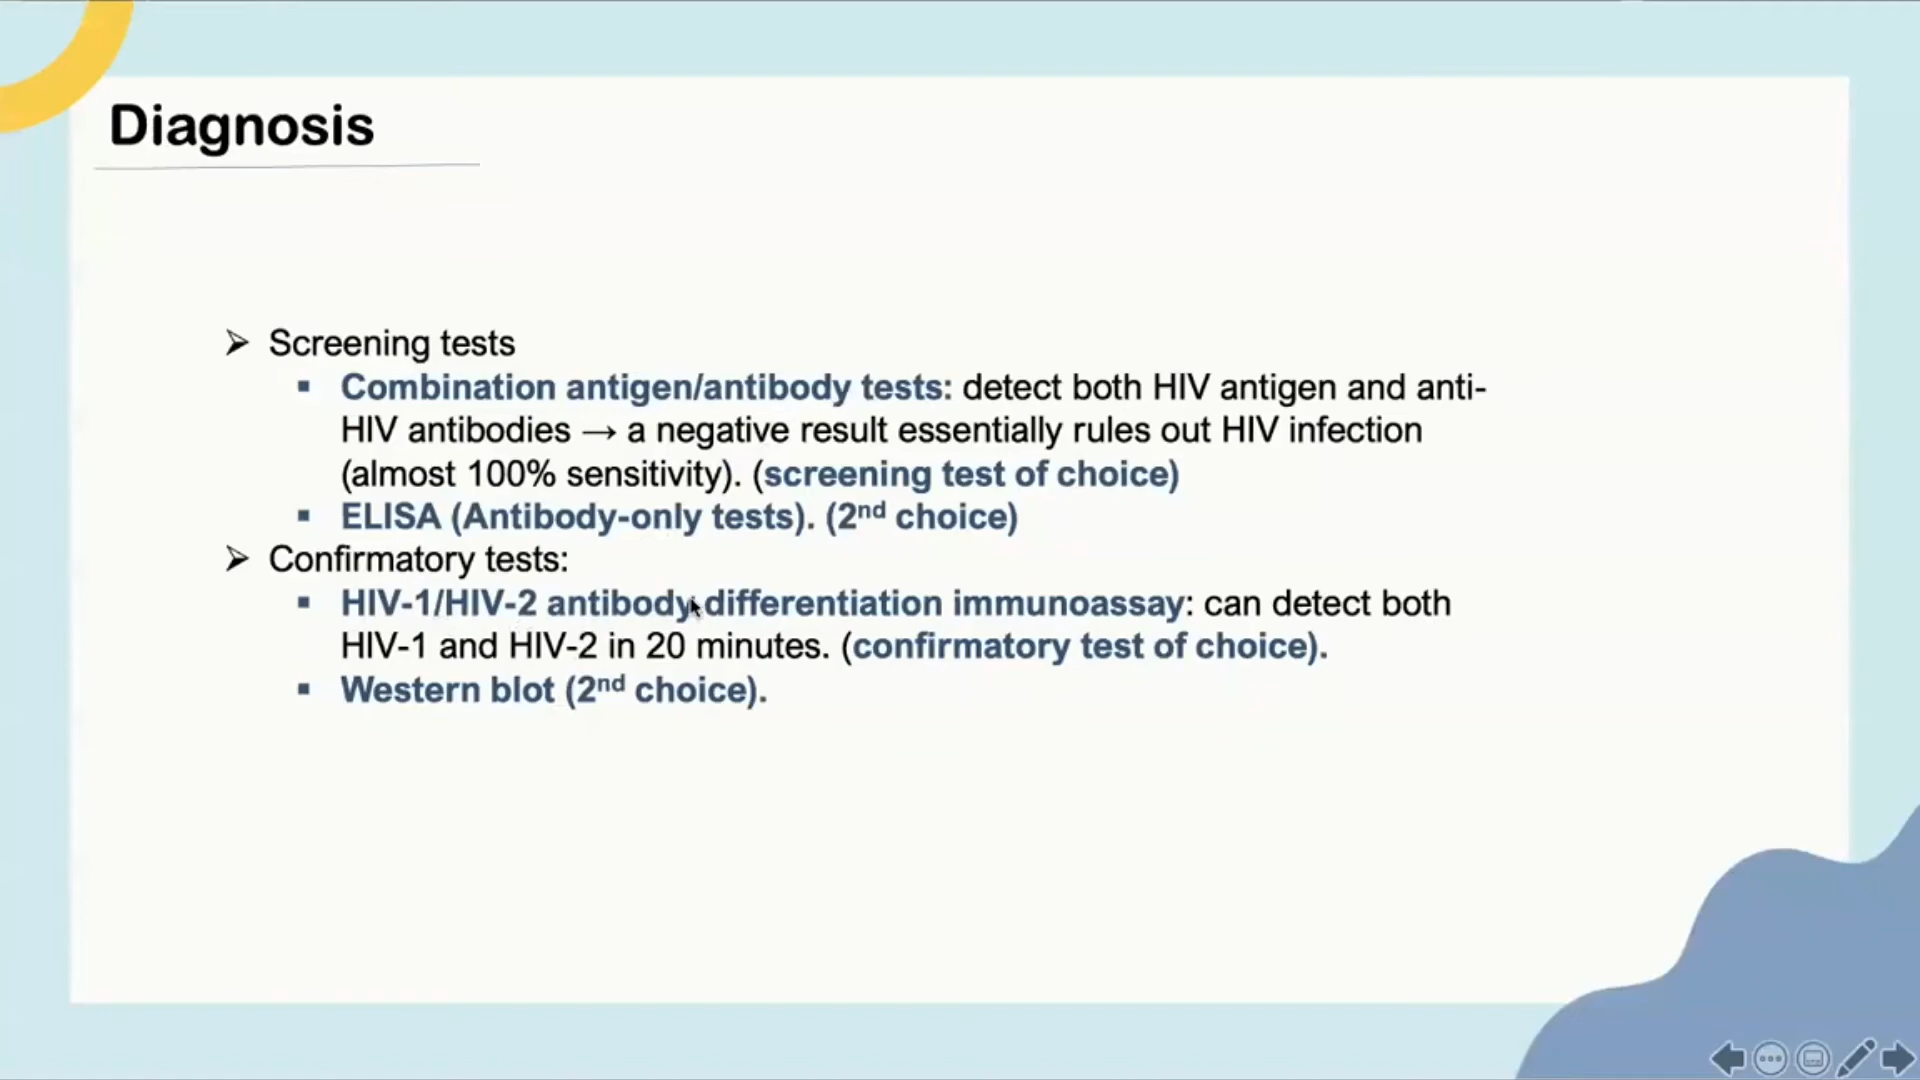 Diagnosis
➢ Screening tests
▪ Combination antigen/antibody tests: detect both HIV antigen and anti-
HIV antibodies → a negative result essentially rules out HIV infection
(almost 100% sensitivity). (screening test of choice)
▪ ELISA (Antibody-only tests). (2nd choice)
➢ Confirmatory tests:
▪ HIV-1/HIV-2 antibody differentiation immunoassay: can detect both
HIV-1 and HIV-2 in 20 minutes. (confirmatory test of choice).
▪ Western blot (2nd choice).